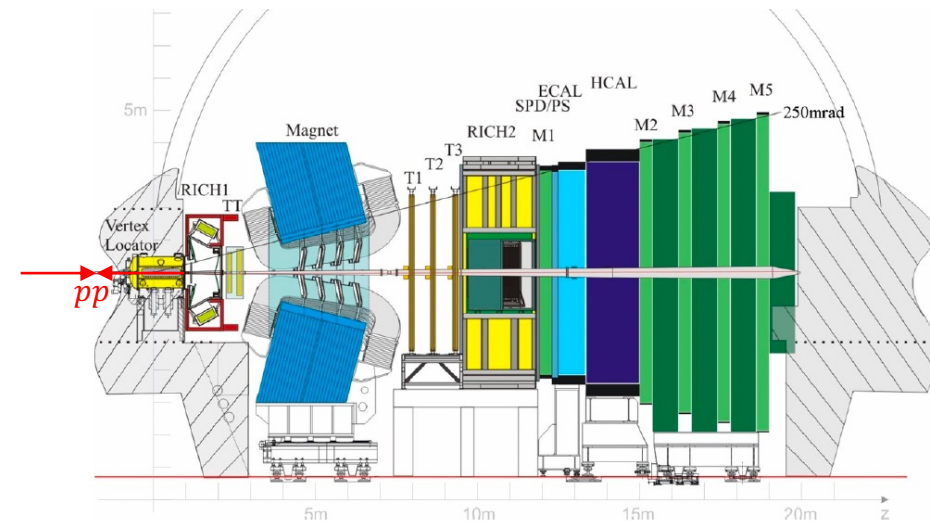 5m
Magnet
RICH1
TT
Vertex
Locator
pp
T1
T2
T3
RICH2
SPD/PS
M1
ECAL
HCAL
M2
M3
M4
M5
250mrad
5m
10m
15m
20m
z